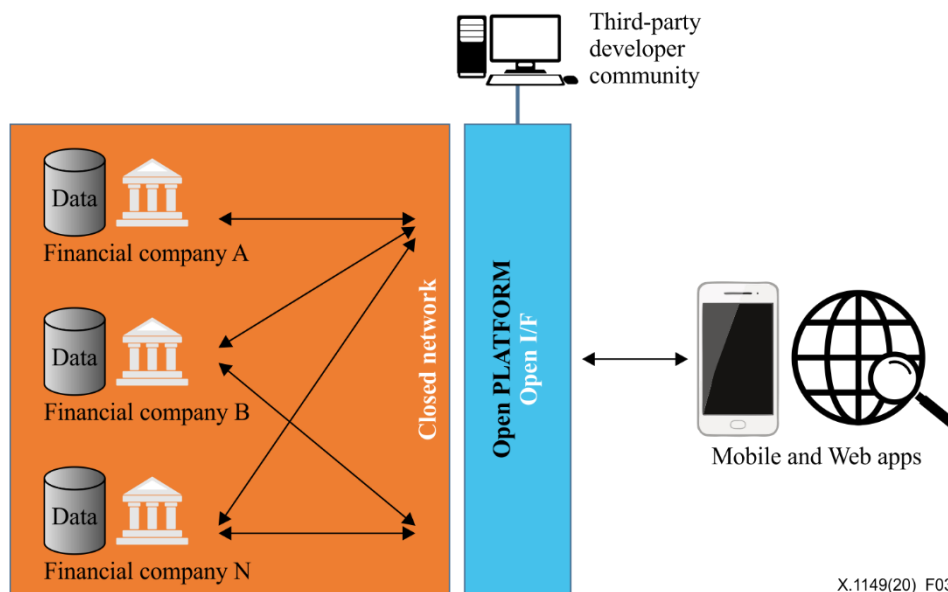 Third-party
developer
community
Data
Financial company A
Data
Financial company B
Data
Financial company N
Closed network
Open PLATFORM
Open I/F
Mobile and Web apps
X.1149(20)_F03